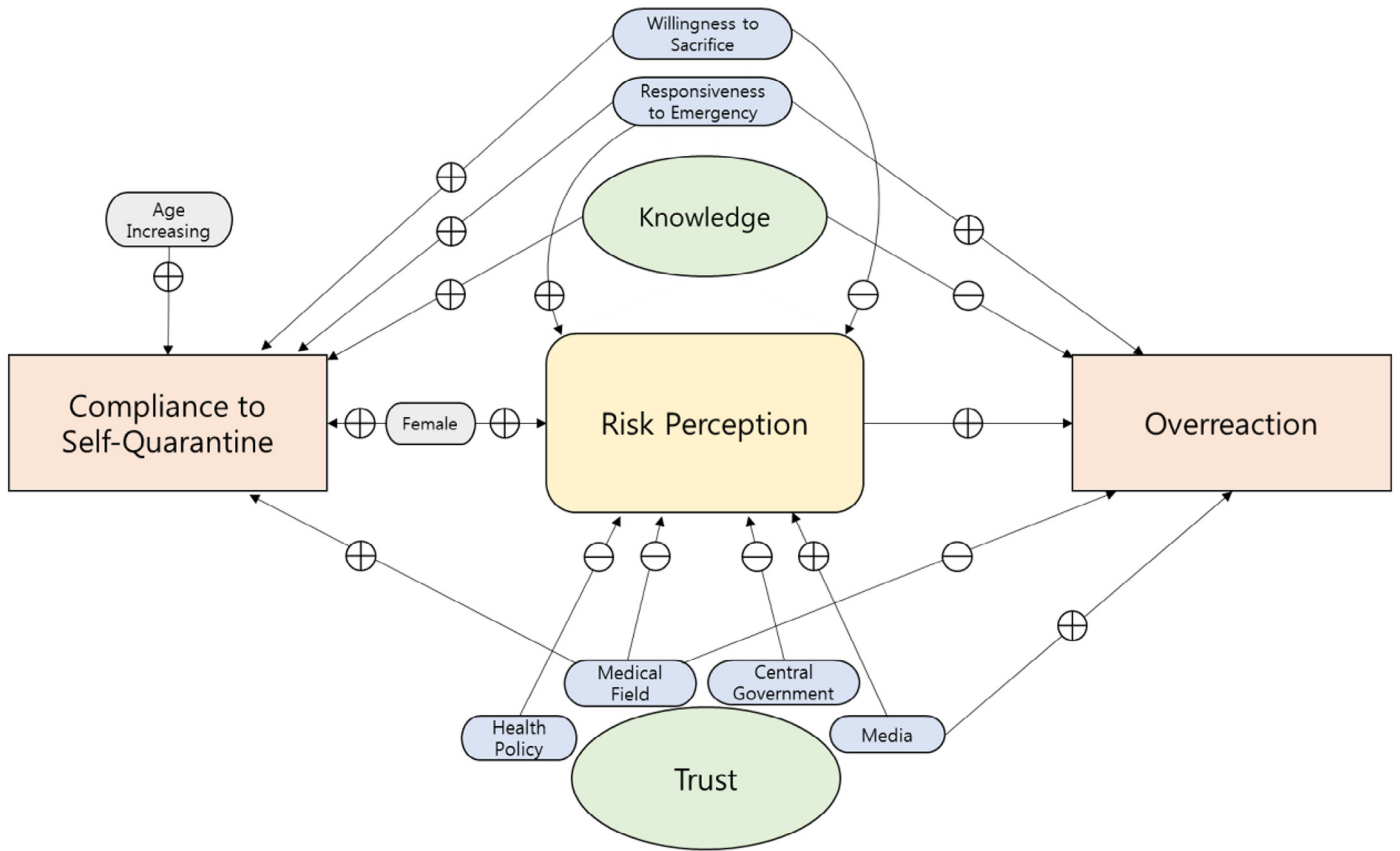 Willingness to
Sacrifice
Responsiveness
to Emergency
Knowledge
Age
Increasing
Compliance to
Self-Quarantine
Female
Risk Perception
Overreaction
Medical
Field
Central
Government
Health
Policy
Media
Trust